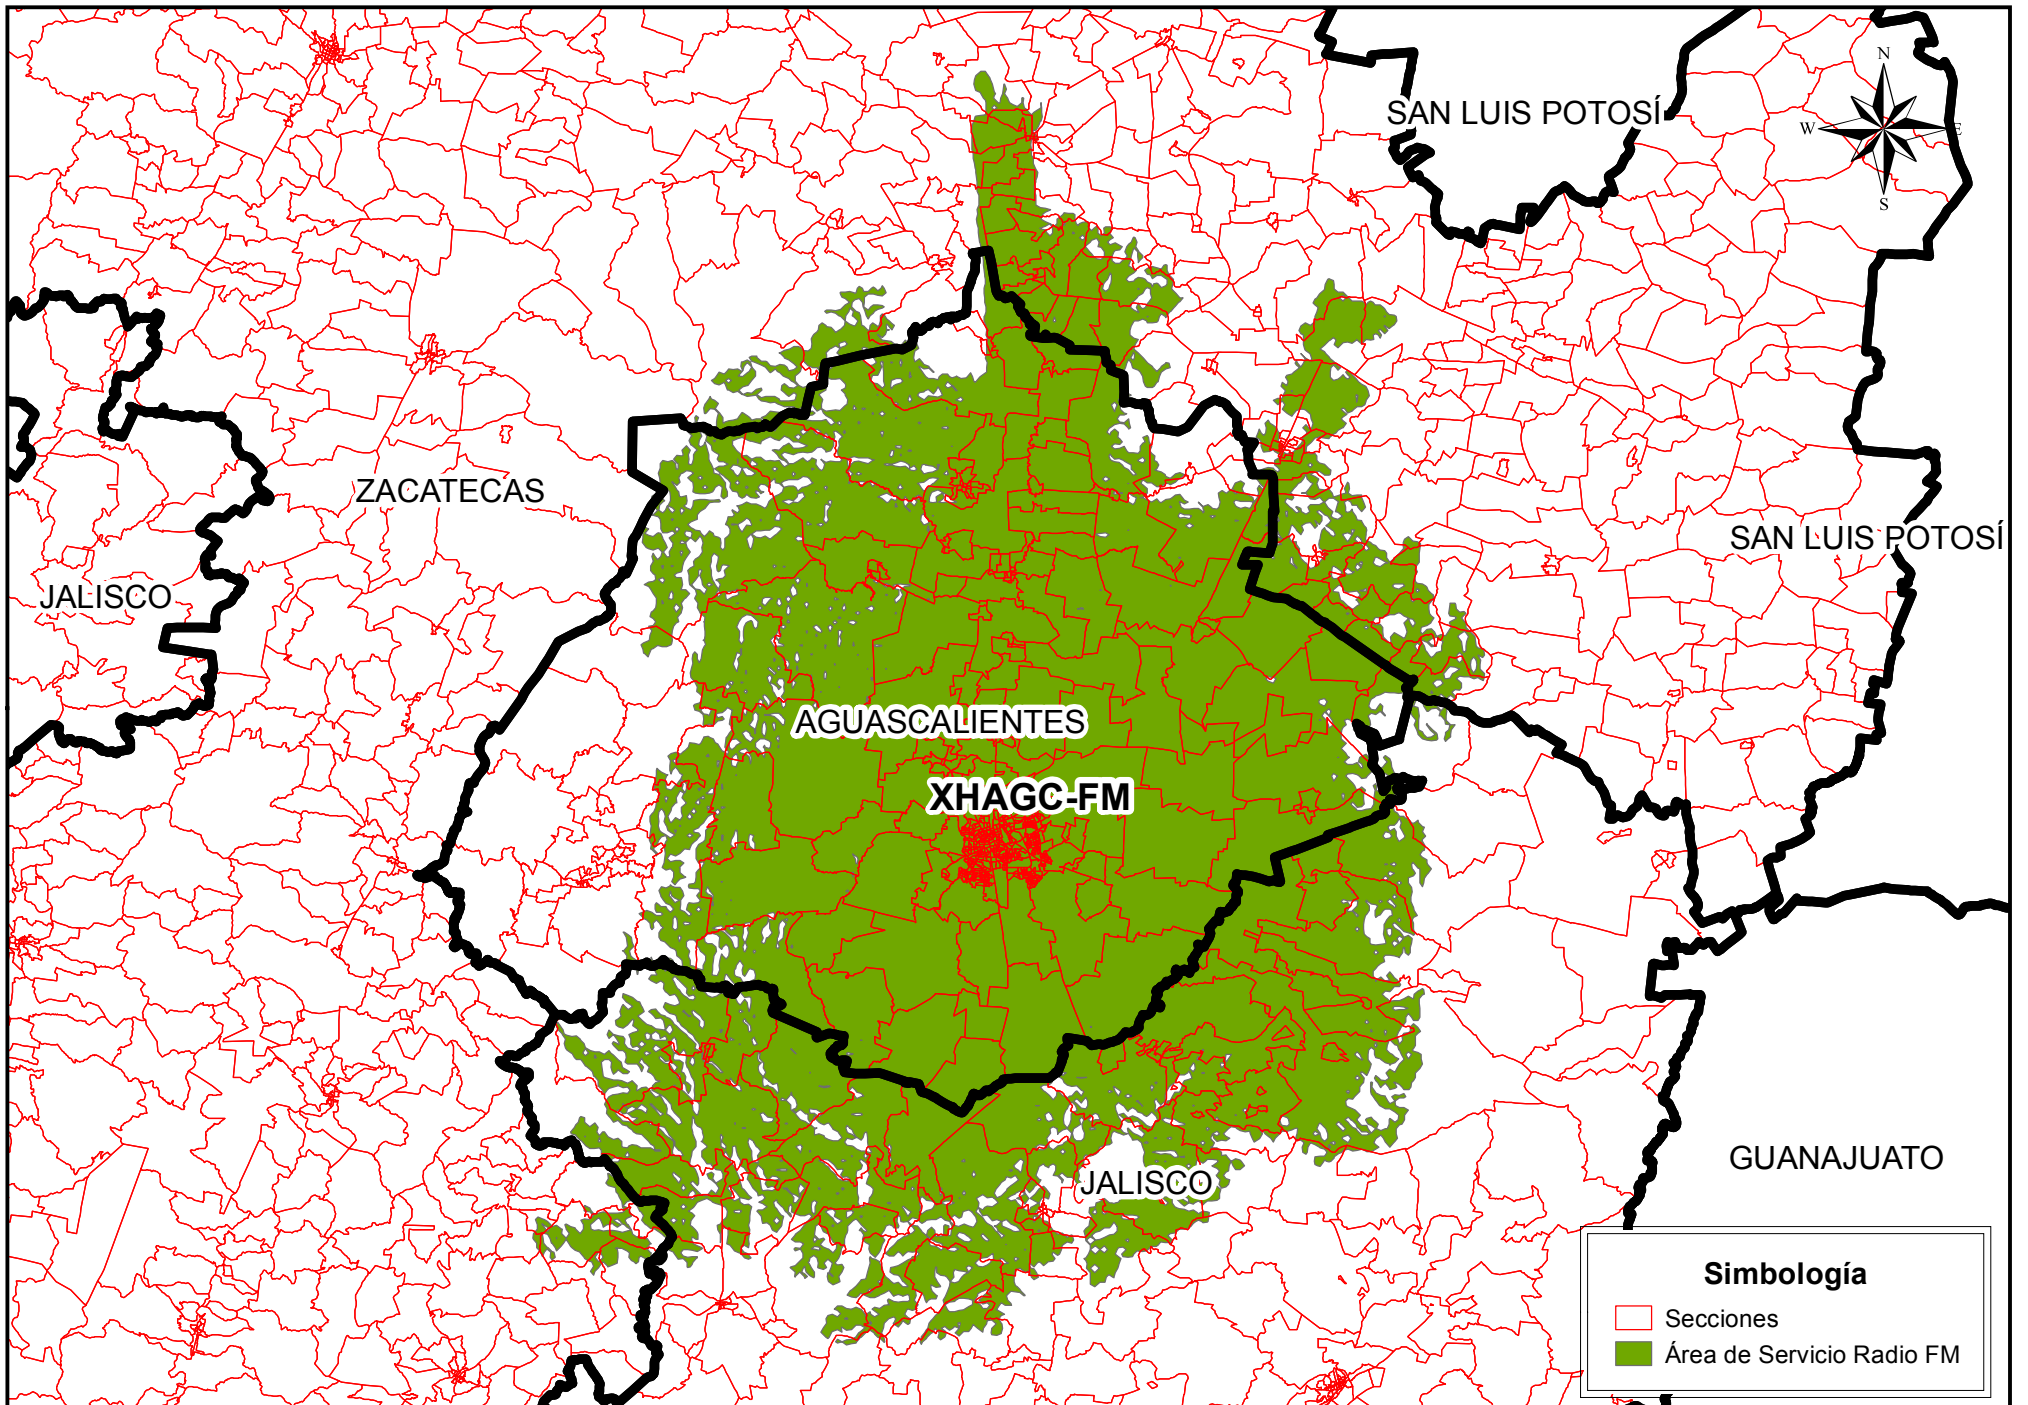 N
SAN LUIS POTOSÍ
W
E
S
ZACATECAS
SAN LUIS POTOSÍ
JALISCO
AGUASCALIENTES
XHAGC-FM
GUANAJUATO
JALISCO
Simbología
Secciones
Área de Servicio Radio FM